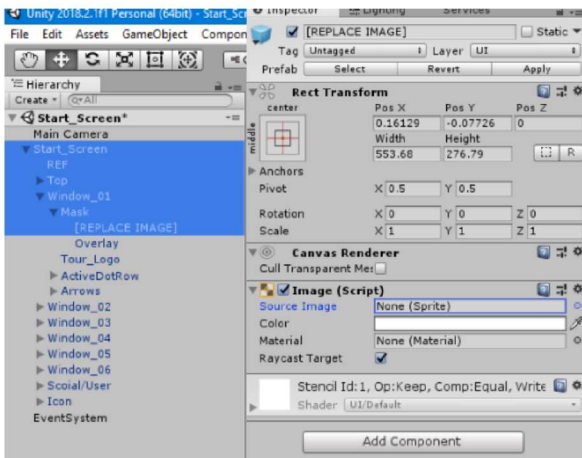 Unity 2018.2.1f1 Personal (64bit) - Start_Scr
File Edit Assets GameObject Compon
Hierarchy
Create
All
Start_Screen*
Main Camera
Start_Screen
REF
Top
Window_01
Mask
[REPLACE IMAGE]
Overlay
Tour_Logo
ActiveDotRow
Arrows
Window_02
Window_03
Window_04
Window_05
Window_06
Scoial/User
Icon
EventSystem
Inspector Lighting Services
[REPLACE IMAGE] Static
Tag Untagged Layer UI
Prefab Select Revert Apply
Rect Transform
center Pos X Pos Y Pos Z
middle 0.16129 -0.07726 0
Width Height
553.68 276.79 R
Anchors
Pivot X 0.5 Y 0.5
Rotation X 0 Y 0 Z 0
Scale X 1 Y 1 Z 1
Canvas Renderer
Cull Transparent Mes
Image (Script)
Source Image None (Sprite)
Color
Material None (Material)
Raycast Target
Stencil Id:1, Op:Keep, Comp:Equal, Write
Shader UI/Default
Add Component